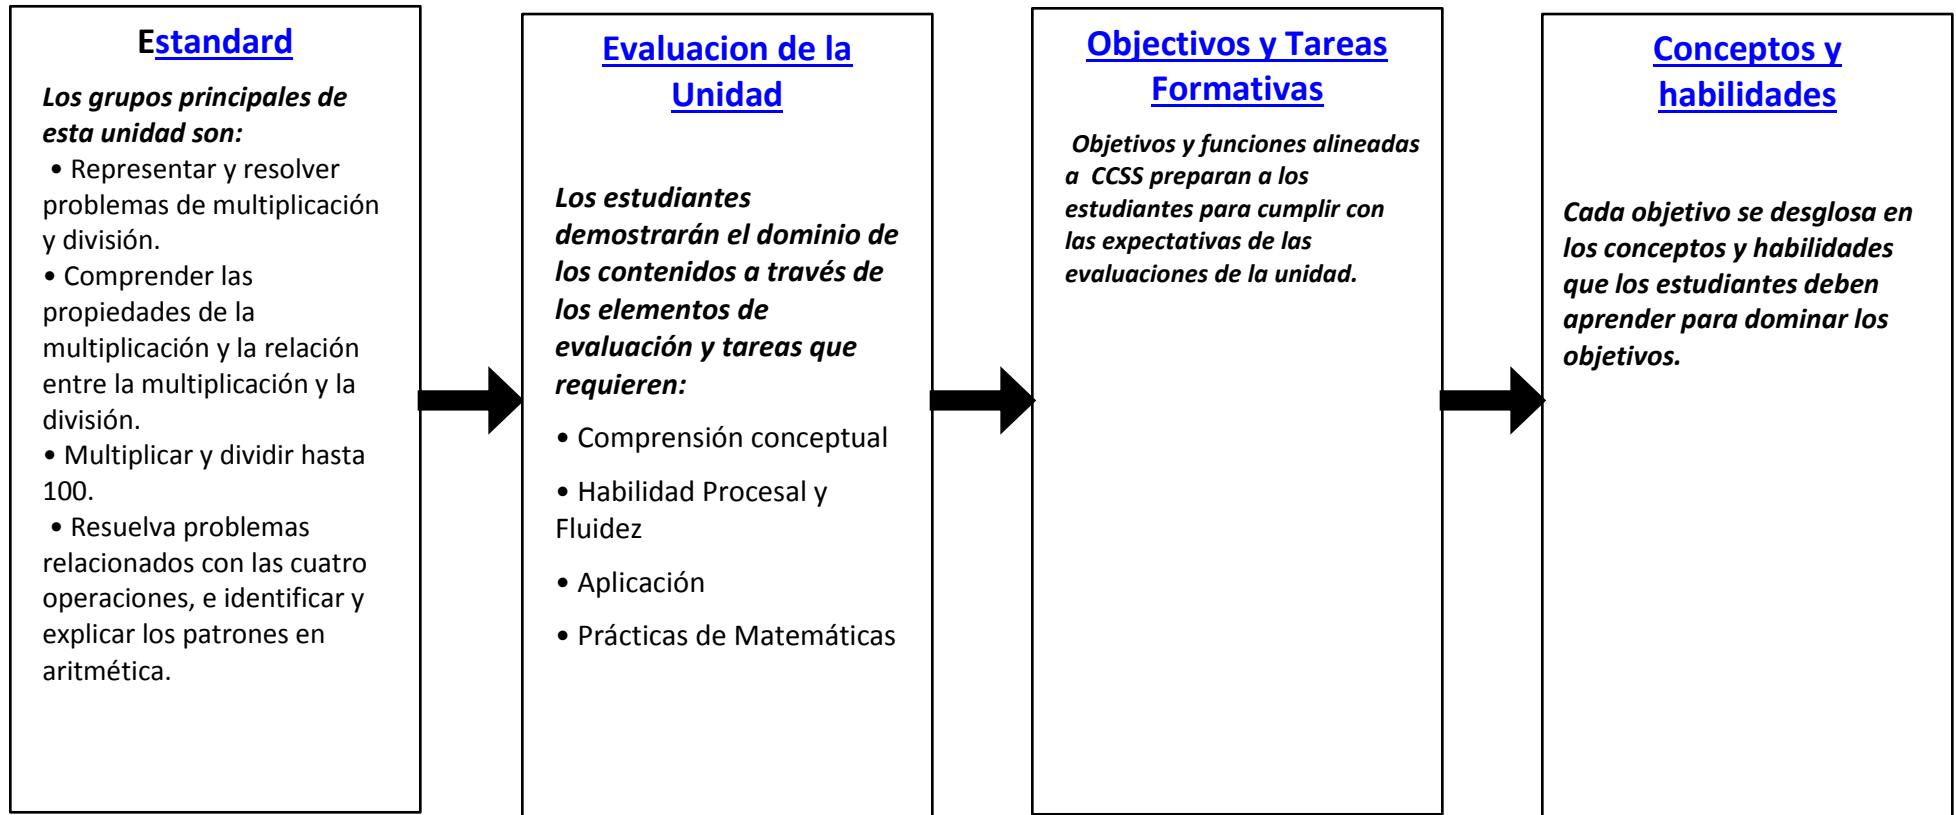 Estandard
Los grupos principales de
esta unidad son:
• Representar y resolver
problemas de multiplicación
y división.
• Comprender las
propiedades de la
multiplicación y la relación
entre la multiplicación y la
división.
• Multiplicar y dividir hasta
100.
• Resuelva problemas
relacionados con las cuatro
operaciones, e identificar y
explicar los patrones en
aritmética.
Evaluacion de la
Unidad
Los estudiantes
demostrarán el dominio de
los contenidos a través de
los elementos de
evaluación y tareas que
requieren:
• Comprensión conceptual
• Habilidad Procesal y
Fluidez
• Aplicación
• Prácticas de Matemáticas
Objectivos y Tareas
Formativas
Objetivos y funciones alineadas
a CCSS preparan a los
estudiantes para cumplir con
las expectativas de las
evaluaciones de la unidad.
Conceptos y
habilidades
Cada objetivo se desglosa en
los conceptos y habilidades
que los estudiantes deben
aprender para dominar los
objetivos.